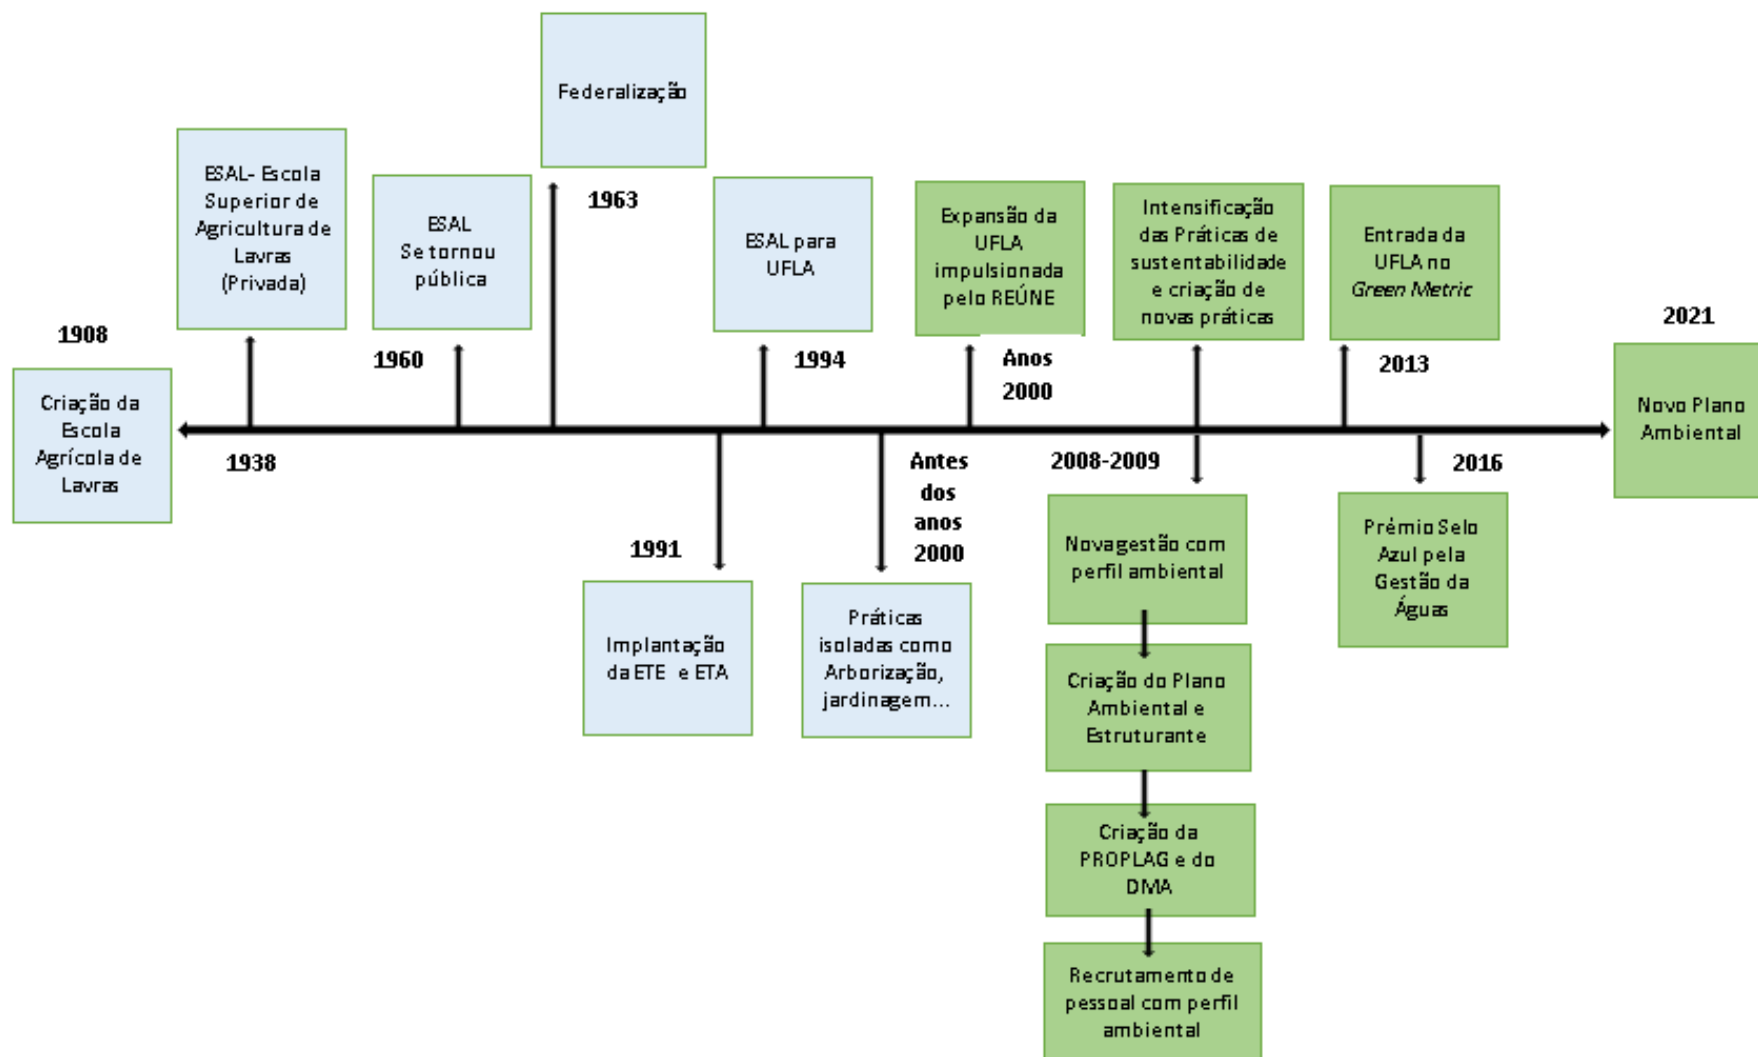 Federalização
1963
ESAL- Escola
Superior de
Agricultura de
Lavras
(Privada)
1938
ESAL
Se tornou
pública
1960
ESAL para
UFLA
1994
Expansão da
UFLA
impulsionada
pelo REÚNE
Anos
2000
Intensificação
das Práticas de
sustentabilidade
e criação de
novas práticas
Entrada da
UFLA no
Green Metric
2013
1908
Criação da
Escola
Agrícola de
Lavras
2021
Novo Plano
Ambiental
1991
Implantação
da ETE e ETA
Antes
dos
anos
2000
Práticas
isoladas como
Arborização,
jardinagem...
2008-2009
Nova gestão com
perfil ambiental
Criação do Plano
Ambiental e
Estruturante
Criação da
PROPLAG e do
DMA
Recrutamento de
pessoal com perfil
ambiental
2016
Prémio Selo
Azul pela
Gestão da
Águas